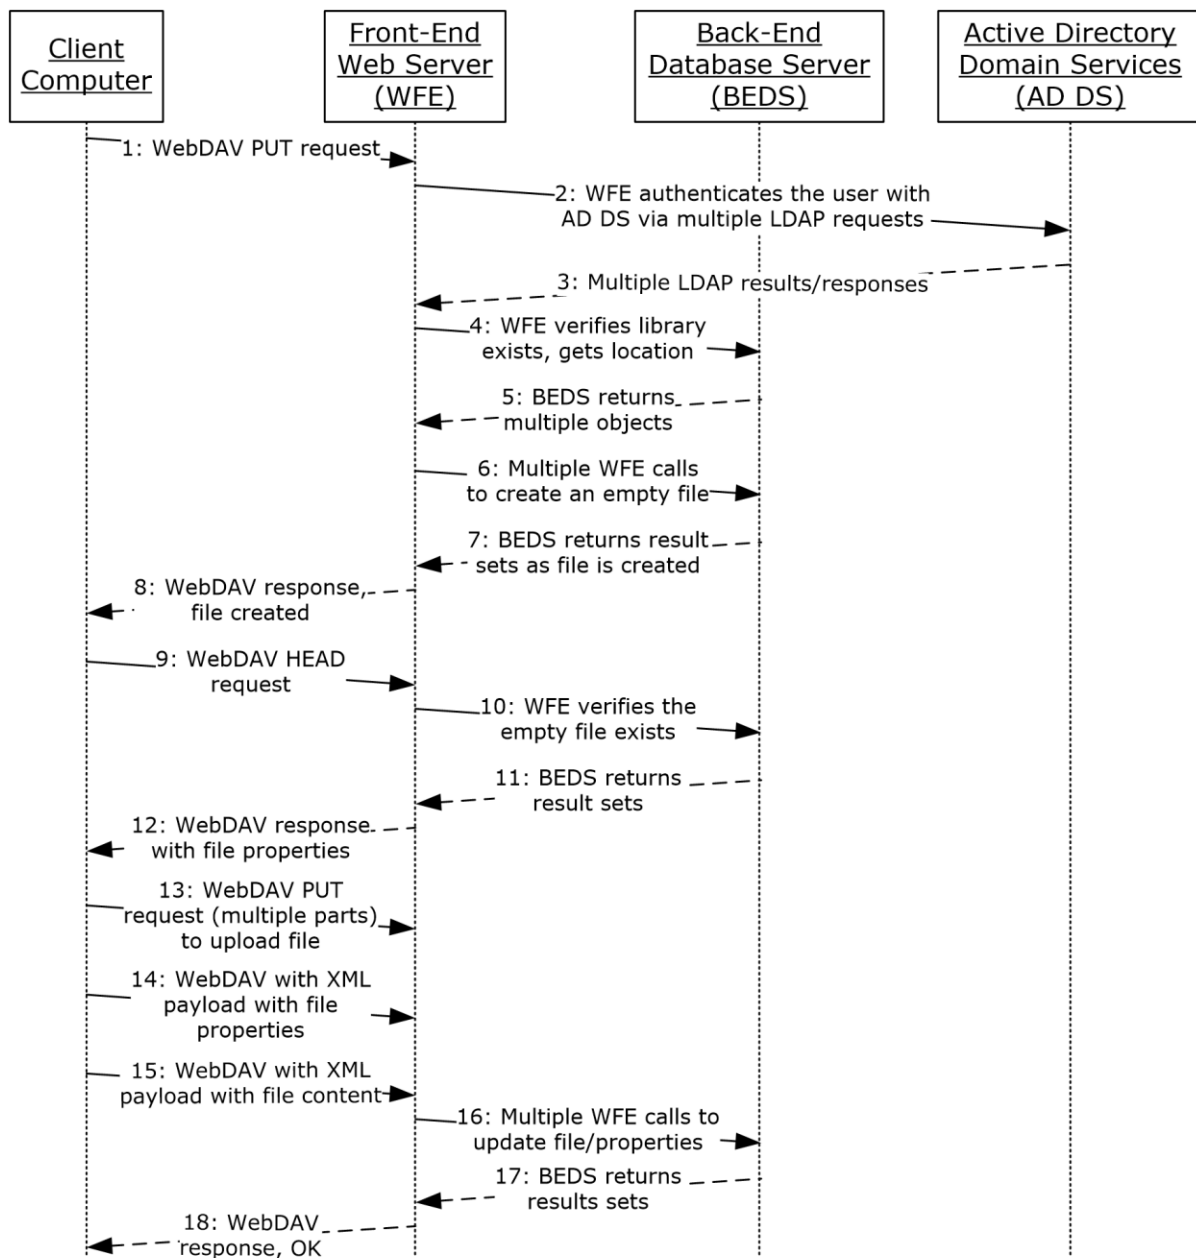 Client
Computer
Front-End
Web Server
(WFE)
Back-End
Database Server
(BEDS)
Active Directory
Domain Services
(AD DS)
1: WebDAV PUT request
2: WFE authenticates the user with
AD DS via multiple LDAP requests
3: Multiple LDAP results/responses
4: WFE verifies library
exists, gets location
5: BEDS returns
multiple objects
6: Multiple WFE calls
to create an empty file
7: BEDS returns result
sets as file is created
8: WebDAV response,
file created
9: WebDAV HEAD
request
10: WFE verifies the
empty file exists
11: BEDS returns
result sets
12: WebDAV response
with file properties
13: WebDAV PUT
request (multiple parts)
to upload file
14: WebDAV with XML
payload with file
properties
15: WebDAV with XML
payload with file content
16: Multiple WFE calls to
update file/properties
17: BEDS returns
results sets
18: WebDAV
response, OK